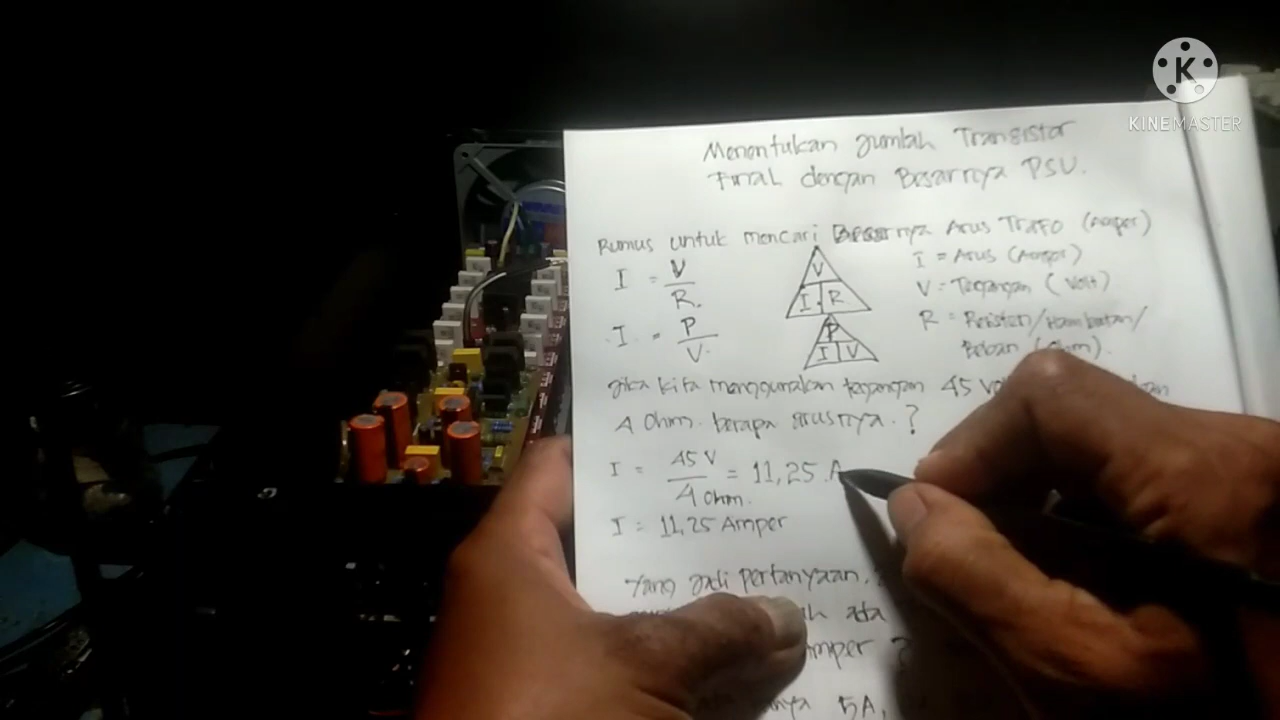 K
KINEMASTER
Menentukan Jumlah Transistor
Final dengan Besarnya PSU.
Rumus untuk mencari Besarnya Arus Trafo (Amper)
I = V / R.
V
I R
I = Arus (Amper)
V = Tegangan (Volt)
I = P / V.
P
I V
R = Resisten/Hambatan/
Beban (Ohm).
Jika kita menggunakan tegangan 45
4 Ohm. berapa arusnya.?
I = 45 V / 4 Ohm. = 11,25.A
I = 11,25 Amper
Yang jadi pertanyaan.
ada
?
5A,